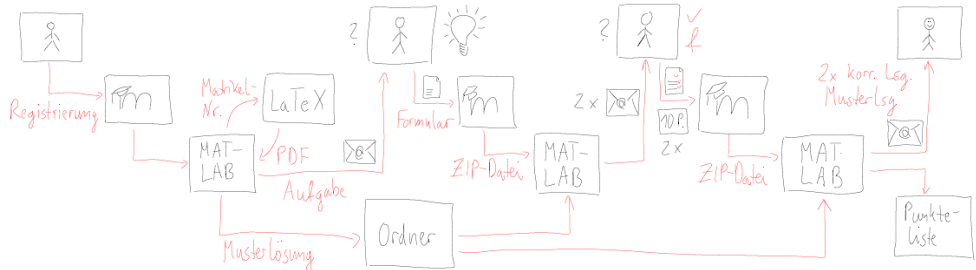 Registrierung
m
Matrikel-
Nr.
LaTeX
MAT-
LAB
PDF
@
Aufgabe
Musterlösung
Ordner
?
Formular
m
ZIP-Datei
MAT-
LAB
2x
@
?
10P.
2x
m
ZIP-Datei
MAT-
LAB
2x korr. Lsg.
Musterlsg
@
Punkte-
liste